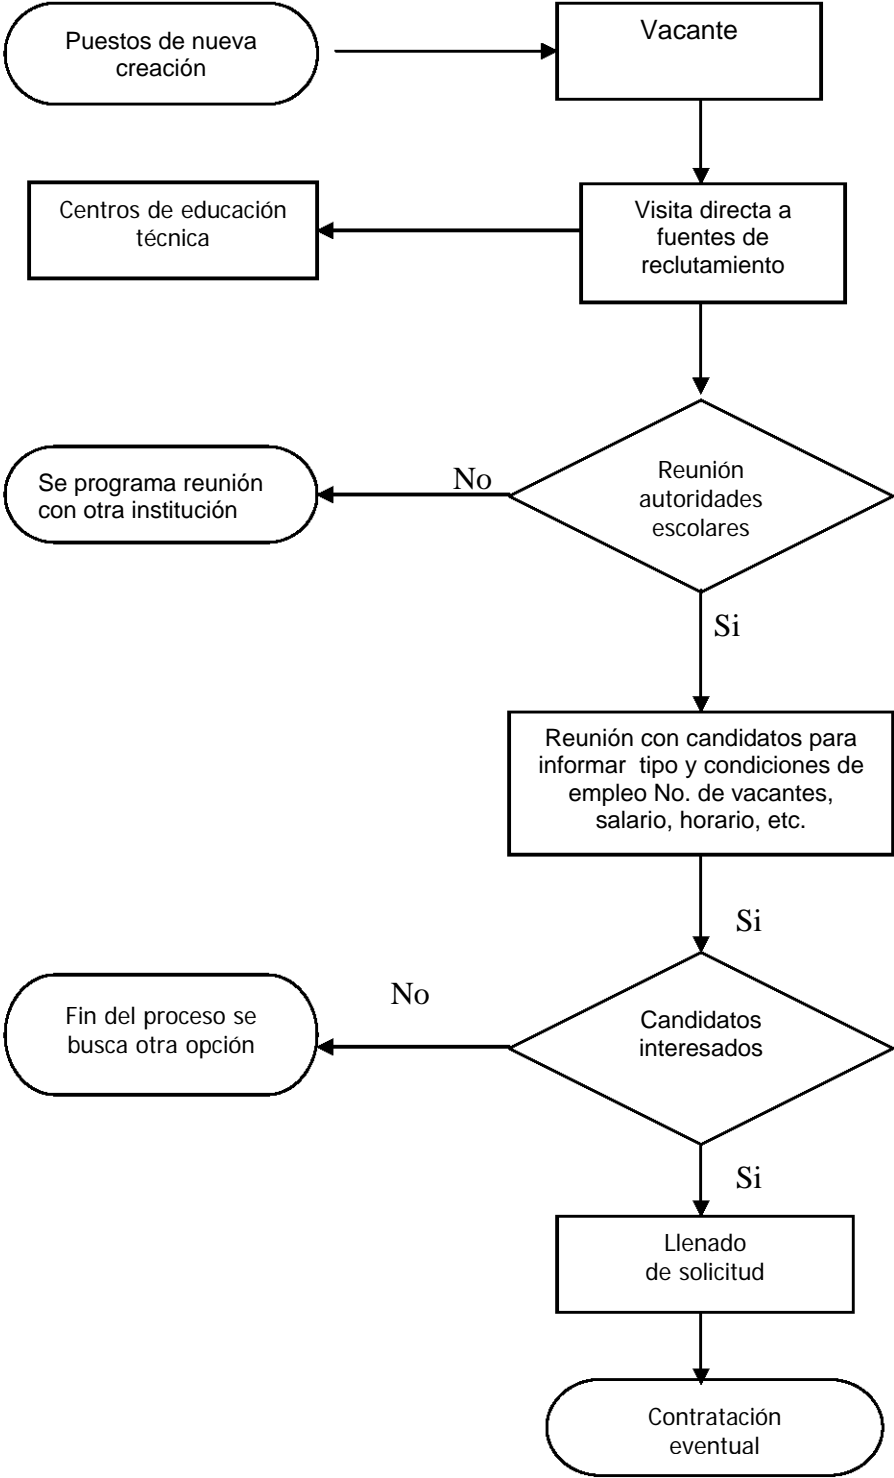 Puestos de nueva
creación
Vacante
Centros de educación
técnica
Visita directa a
fuentes de
reclutamiento
Se programa reunión
con otra institución
No
Reunión
autoridades
escolares
Si
Reunión con candidatos para
informar tipo y condiciones de
empleo No. de vacantes,
salario, horario, etc.
Si
Fin del proceso se
busca otra opción
No
Candidatos
interesados
Si
Llenado
de solicitud
Contratación
eventual